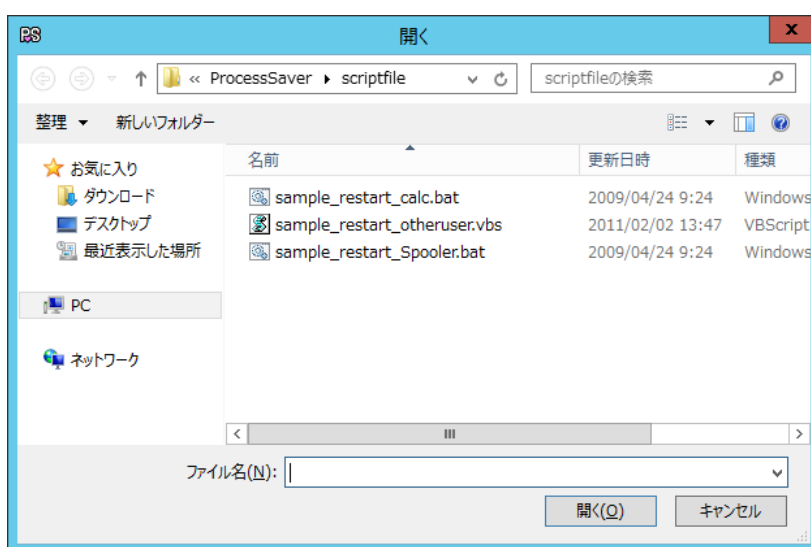 PS
開く
x
« ProcessSaver ▸ scriptfile
scriptfileの検索
整理 ▼ 新しいフォルダー
名前 更新日時 種類
お気に入り
ダウンロード
デスクトップ
最近表示した場所
PC
ネットワーク
sample_restart_calc.bat 2009/04/24 9:24 Windows
sample_restart_otheruser.vbs 2011/02/02 13:47 VBScript
sample_restart_Spooler.bat 2009/04/24 9:24 Windows
ファイル名(N):
開く(O) キャンセル